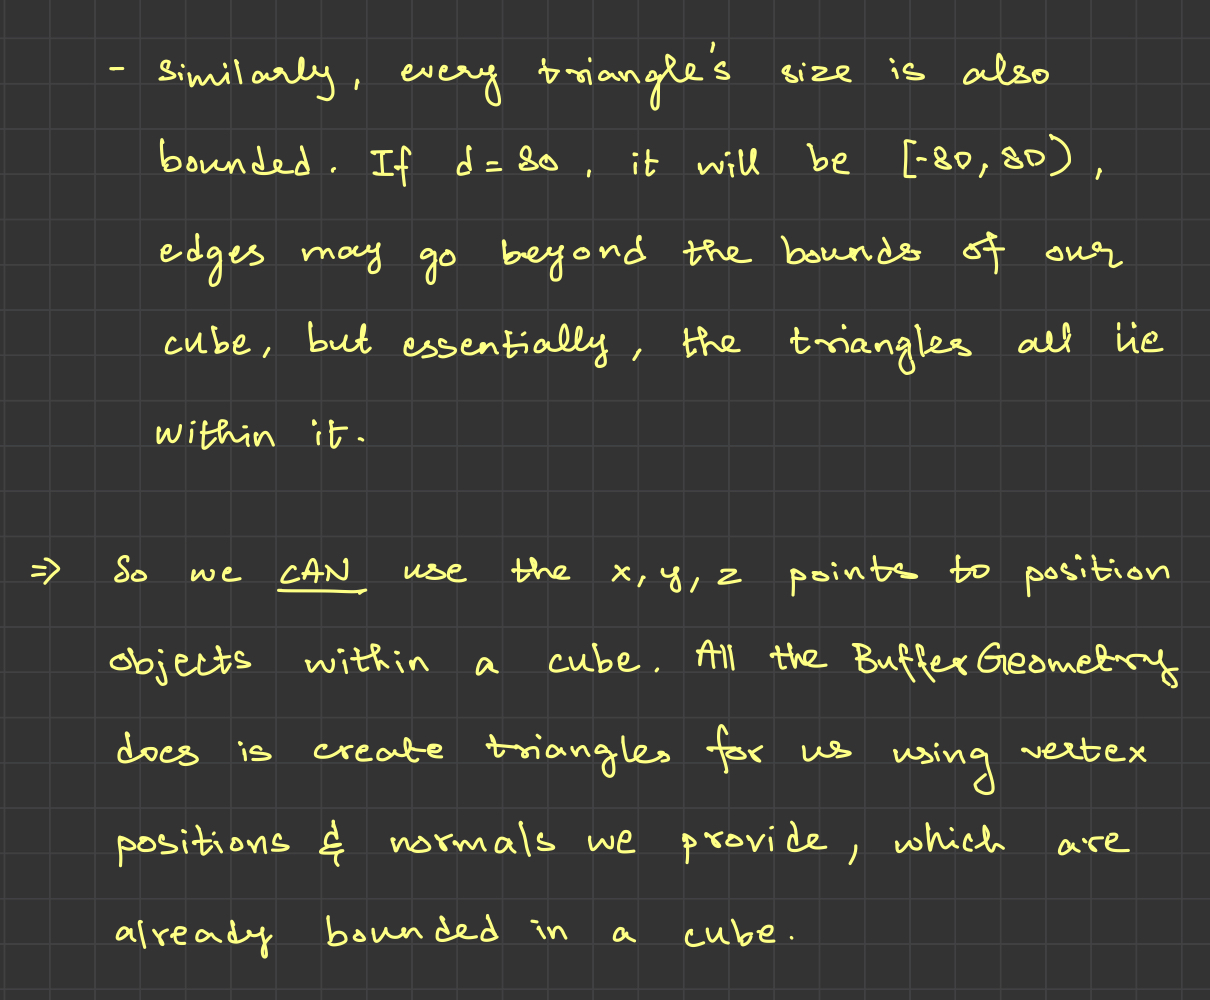 - Similarly, every triangle's size is also
bounded. If d = 80, it will be [-80, 80),
edges may go beyond the bounds of our
cube, but essentially, the triangles all lie
within it.
⇒ So we CAN use the x, y, z points to position
objects within a cube. All the BufferGeometry
does is create triangles for us using vertex
positions & normals we provide, which are
already bounded in a cube.